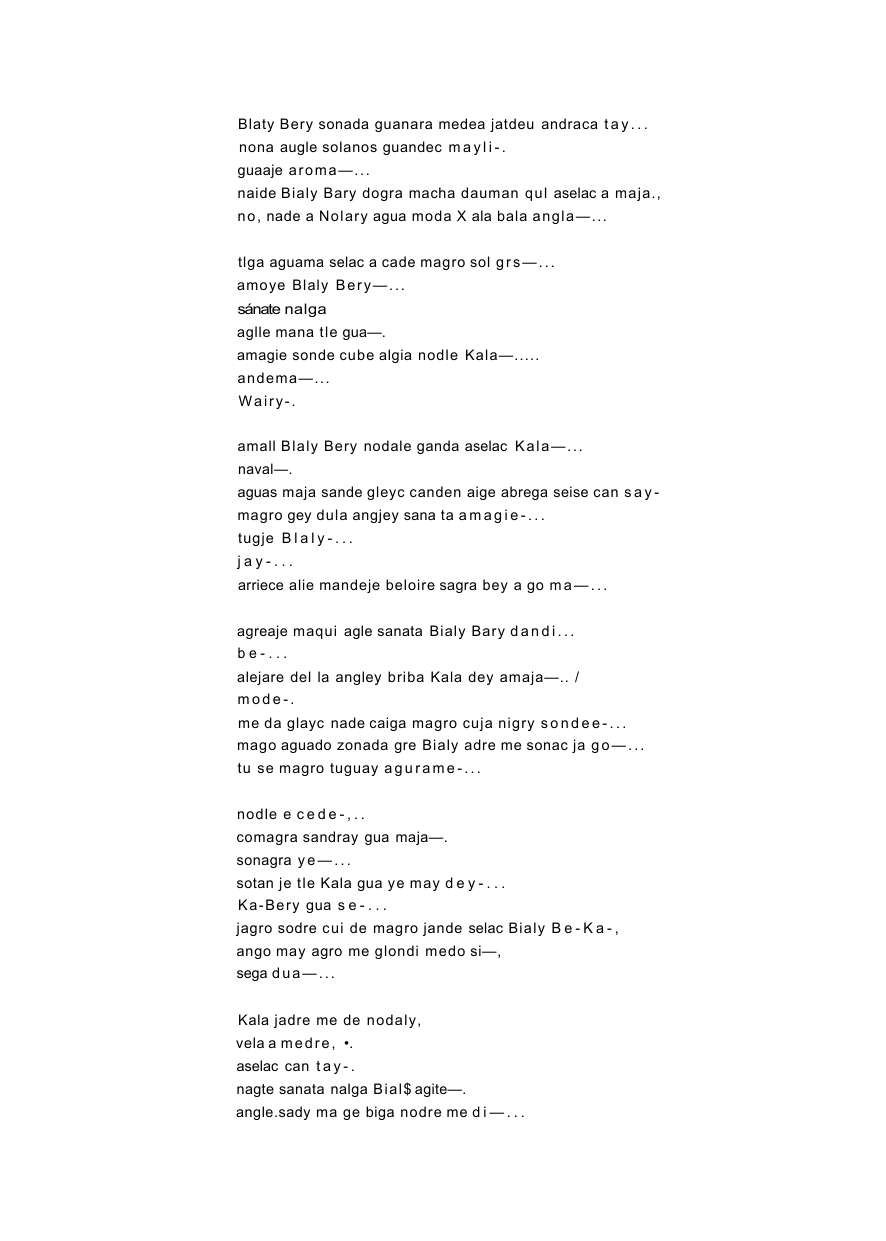 Blaty Bery sonada guanara medea jatdeu andraca tay...
nona augle solanos guandec mayli-.
guaaje aroma—...
naide Bialy Bary dogra macha dauman qul aselac a maja.,
no, nade a Nolary agua moda X ala bala angla—...

tlga aguama selac a cade magro sol grs—...
amoye Blaly Bery—...
sánate nalga
aglle mana tle gua—.
amagie sonde cube algia nodle Kala—.....
andema—...
Wairy-.

amall Blaly Bery nodale ganda aselac Kala—...
naval—.
aguas maja sande gleyc canden aige abrega seise can say-
magro gey dula angjey sana ta amagie-...
tugje Blaly-...
jay-...
arriece alie mandeje beloire sagra bey a go ma—...

agreaje maqui agle sanata Bialy Bary dandi...
be-...
alejare del la angley briba Kala dey amaja—.. /
mode-.
me da glayc nade caiga magro cuja nigry sondee-...
mago aguado zonada gre Bialy adre me sonac ja go—...
tu se magro tuguay agurame-...

nodle e cede-,..
comagra sandray gua maja—.
sonagra ye—...
sotan je tle Kala gua ye may dey-...
Ka-Bery gua se-...
jagro sodre cui de magro jande selac Bialy Be-Ka-,
ango may agro me glondi medo si—,
sega dua—...

Kala jadre me de nodaly,
vela a medre, •.
aselac can tay-.
nagte sanata nalga Bial$ agite—.
angle.sady ma ge biga nodre me di—...